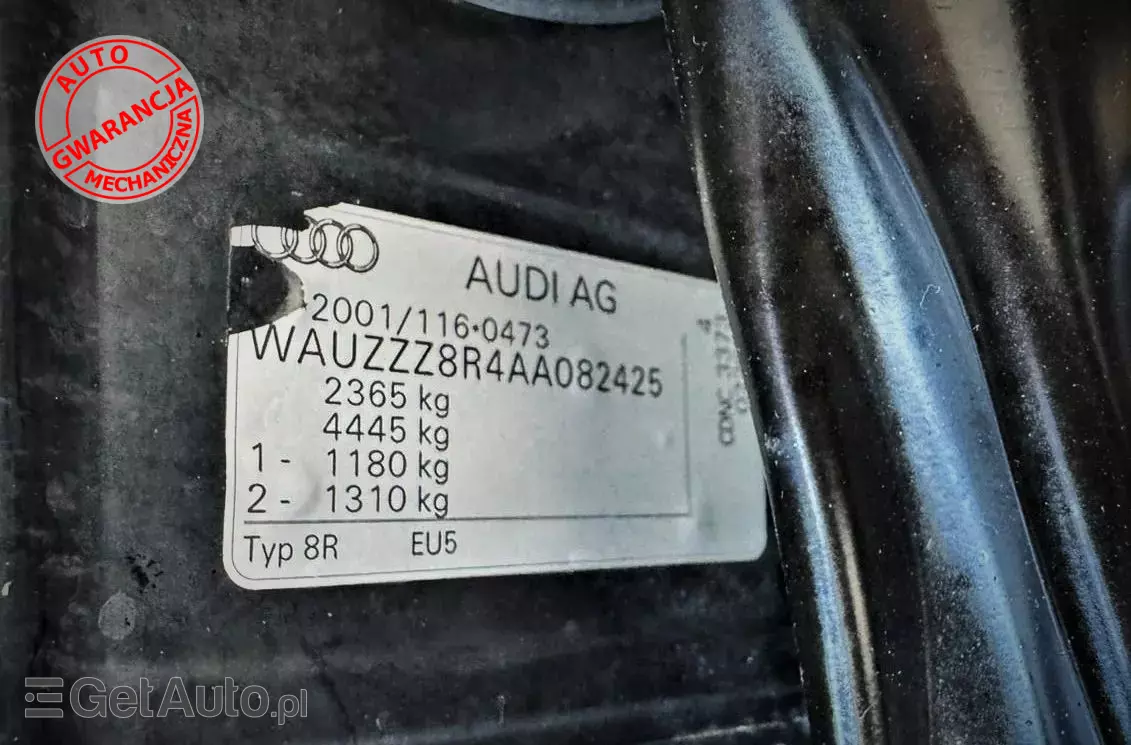 AUTO
GWARANCJA
MECHANICZNA
AUDI AG
2001/116*0473
WAUZZZ8R4AA082425
2365 kg
4445 kg
1 - 1180 kg
2 - 1310 kg
Typ 8R EU5
CDNC
GetAuto.pl